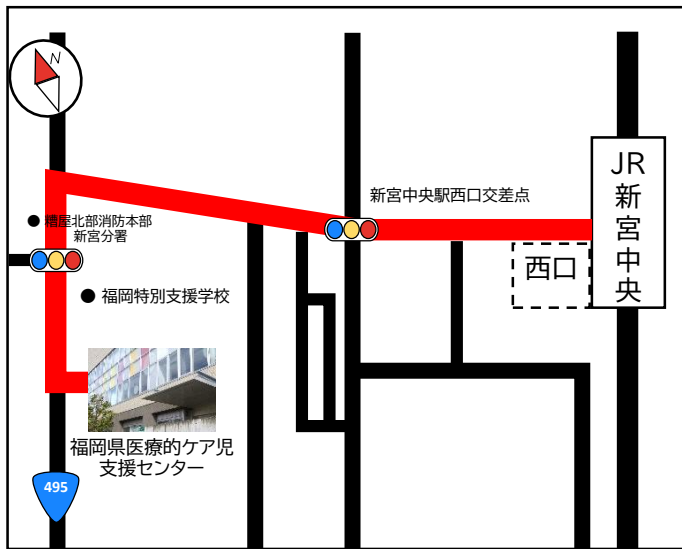 N
新宮中央駅西口交差点
JR新宮中央
● 糟屋北部消防本部
新宮分署
西口
● 福岡特別支援学校
福岡県医療的ケア児
支援センター
495